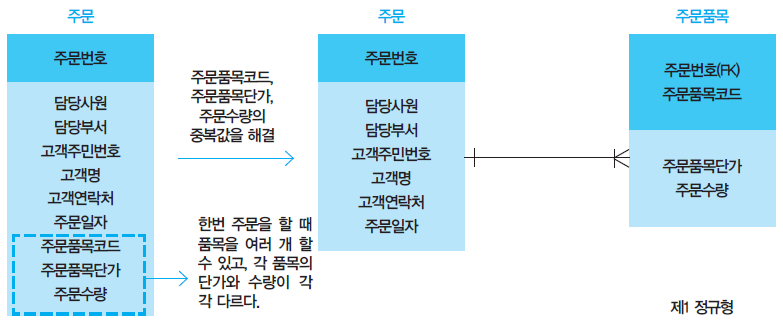 주문
주문번호
담당사원
담당부서
고객주민번호
고객명
고객연락처
주문일자
주문품목코드
주문품목단가
주문수량
주문품목코드,
주문품목단가,
주문수량의
중복값을 해결
한번 주문을 할 때
품목을 여러 개 할
수 있고, 각 품목의
단가와 수량이 각
각 다르다.
주문
주문번호
담당사원
담당부서
고객주민번호
고객명
고객연락처
주문일자
주문품목
주문번호(FK)
주문품목코드
주문품목단가
주문수량
제1 정규형